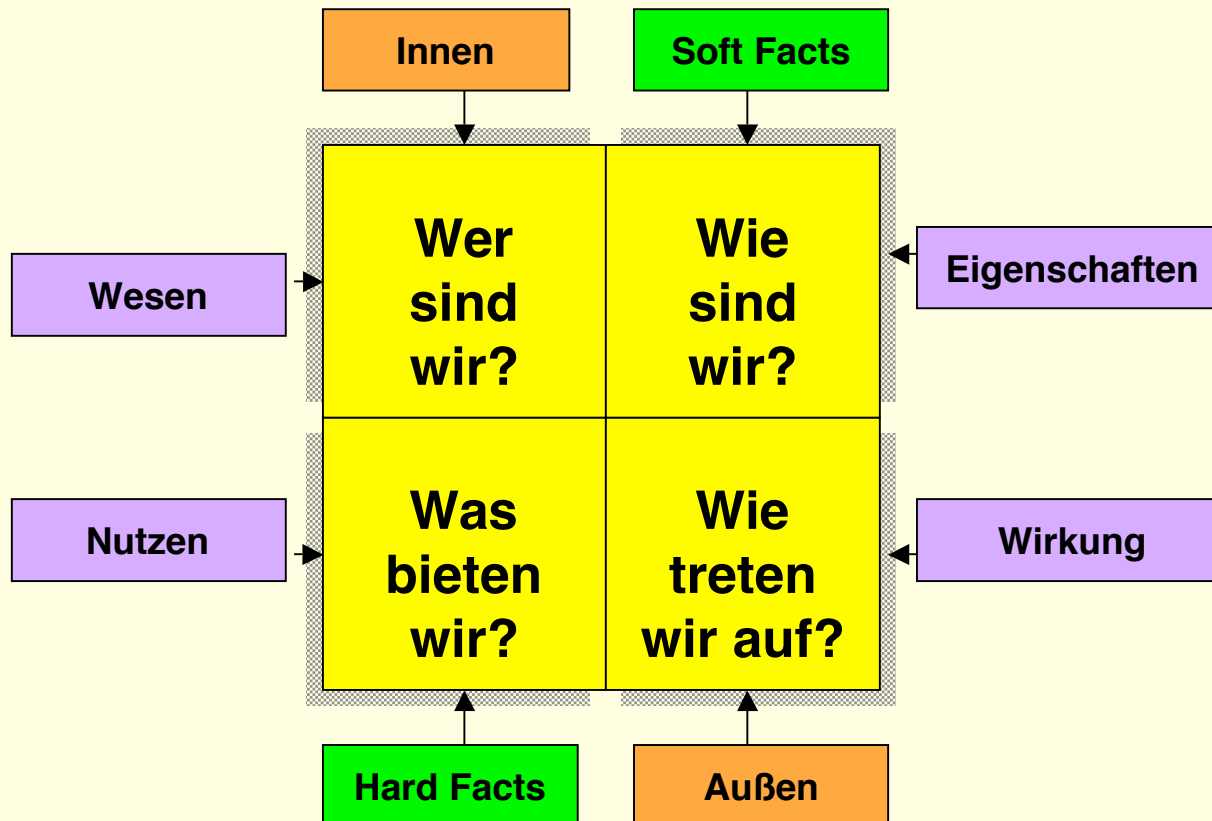 Innen
Soft Facts
Wer
sind
wir?
Wie
sind
wir?
Wesen
Eigenschaften
Was
bieten
wir?
Wie
treten
wir auf?
Nutzen
Wirkung
Hard Facts
Außen